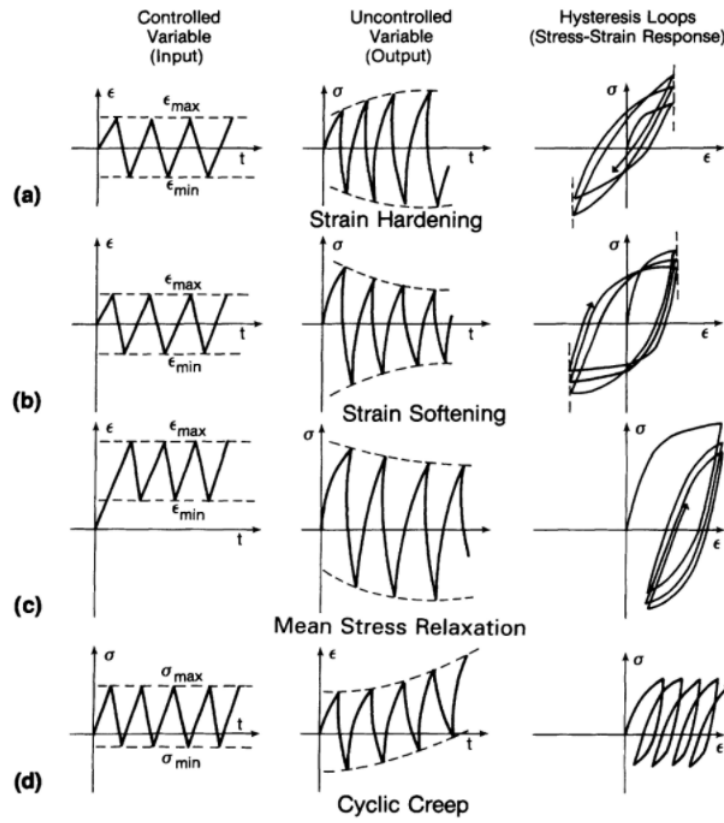 Controlled Variable (Input)
Uncontrolled Variable (Output)
Hysteresis Loops (Stress-Strain Response)
(a)
ϵ
ϵmax
t
ϵmin
σ
t
σ
ϵ
Strain Hardening
(b)
ϵ
ϵmax
t
ϵmin
σ
t
σ
ϵ
Strain Softening
(c)
ϵ
ϵmax
ϵmin
t
σ
t
σ
ϵ
Mean Stress Relaxation
(d)
σ
σmax
t
σmin
ϵ
t
σ
ϵ
Cyclic Creep